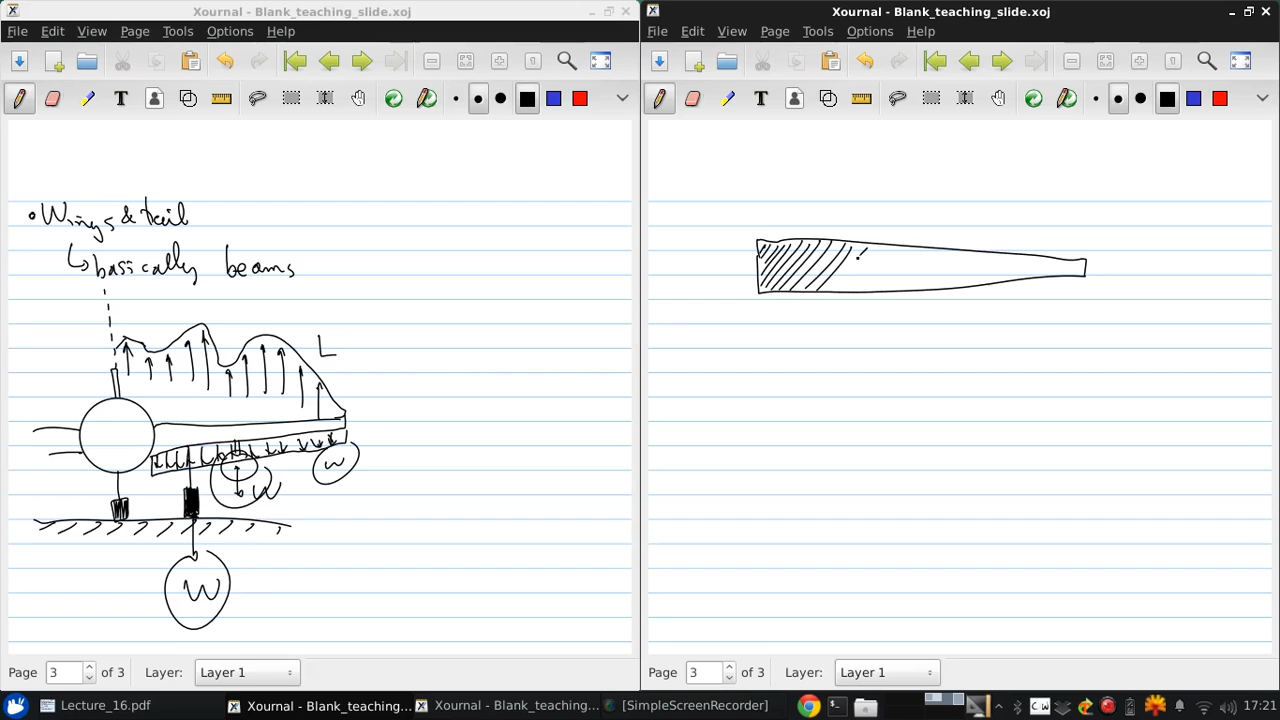 Xournal - Blank_teaching_slide.xoj
File Edit View Page Tools Options Help
• Wings & tail
basically beams
L
w
W
W
Page 3 of 3 Layer: Layer 1
Xournal - Blank_teaching_slide.xoj
File Edit View Page Tools Options Help
Page 3 of 3 Layer: Layer 1
Lecture_16.pdf Xournal - Blank_teaching_slide.... Xournal - Blank_teaching_slide.... [SimpleScreenRecorder] 17:21